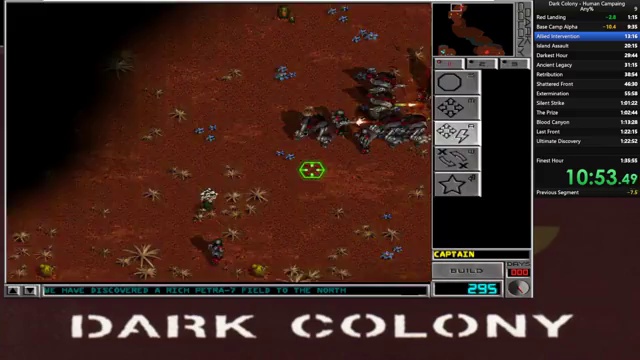 Dark Colony - Human Campaing
Any%
9
Red Landing -2.8 1:15
Base Camp Alpha -10.4 9:35
Allied Intervention 13:16
Island Assault 20:15
Darkest Hour 29:44
Ancient Legacy 31:15
Retribution 38:54
Shattered Front 46:30
Extermination 55:58
Silent Strike 1:01:22
The Prize 1:02:44
Blood Canyon 1:13:28
Last Front 1:22:15
Ultimate Discovery 1:22:52
Finest Hour 1:35:55
10:53.49
Previous Segment -7.5
CAPTAIN
BUILD
DAYS
000
295
WE HAVE DISCOVERED A RICH PETRA-7 FIELD TO THE NORTH
DARK COLONY